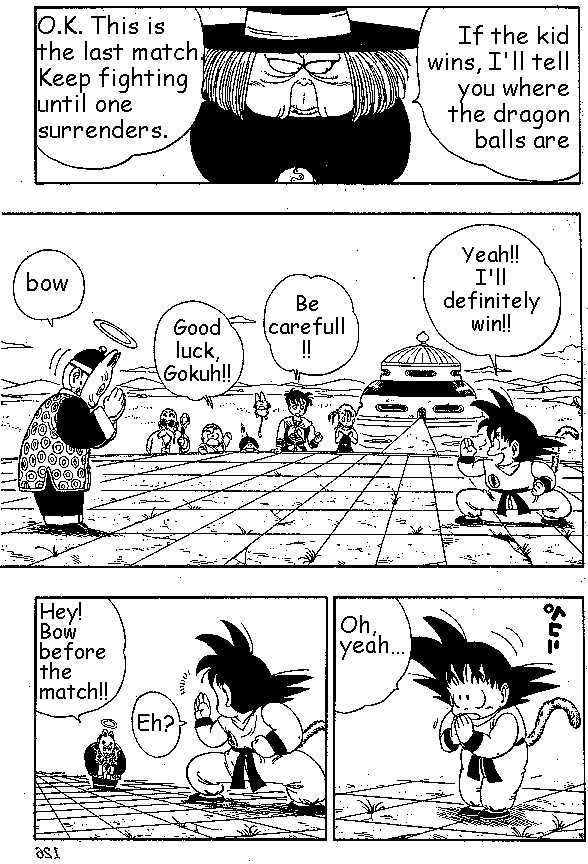 O.K. This is
the last match.
Keep fighting
until one
surrenders.
If the kid
wins, I'll tell
you where
the dragon
balls are
bow
Good
luck,
Gokuh!!
Be
carefull
!!
Yeah!!
I'll
definitely
win!!
Hey!
Bow
before
the
match!!
Eh?
Oh,
yeah...
126